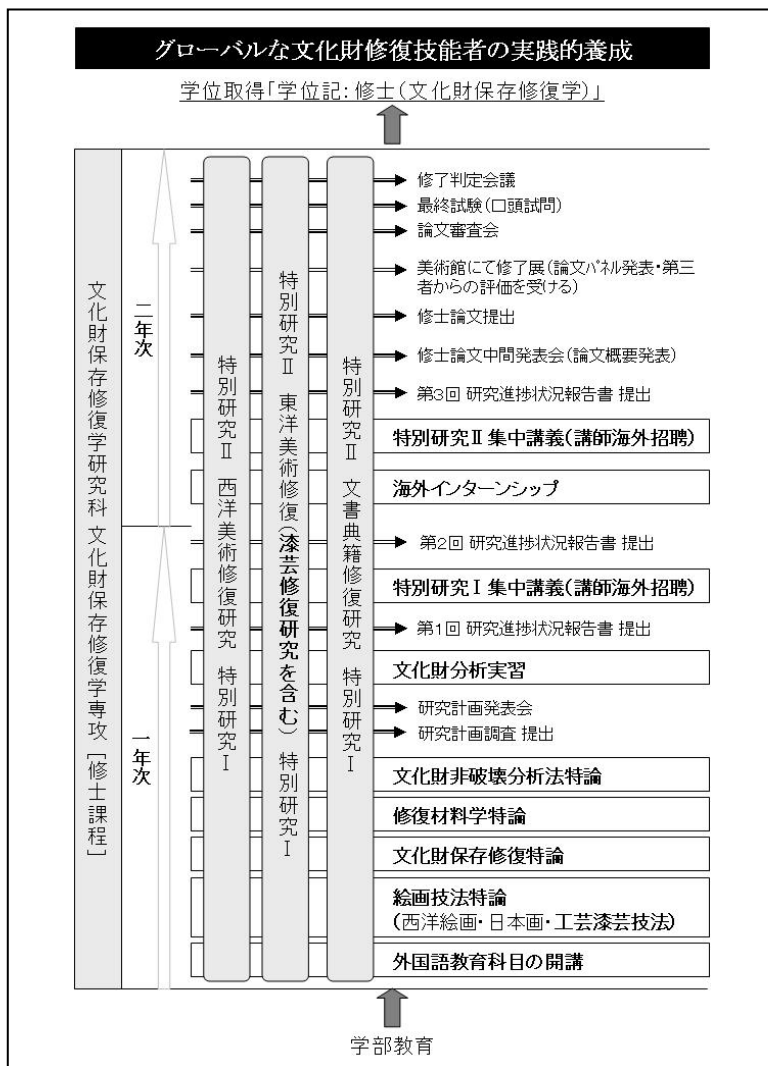 グローバルな文化財修復技能者の実践的養成
学位取得「学位記：修士（文化財保存修復学）」
文化財保存修復学研究科 文化財保存修復学専攻［修士課程］
二年次
一年次
特別研究Ⅱ 西洋美術修復研究 特別研究Ⅰ
特別研究Ⅱ 東洋美術修復（漆芸修復研究を含む） 特別研究Ⅰ
特別研究Ⅱ 文書典籍修復研究 特別研究Ⅰ
修了判定会議
最終試験（口頭試問）
論文審査会
美術館にて修了展（論文パネル発表・第三
者からの評価を受ける）
修士論文提出
修士論文中間発表会（論文概要発表）
第3回 研究進捗状況報告書 提出
特別研究Ⅱ 集中講義（講師海外招聘）
海外インターンシップ
第2回 研究進捗状況報告書 提出
特別研究Ⅰ 集中講義（講師海外招聘）
第1回 研究進捗状況報告書 提出
文化財分析実習
研究計画発表会
研究計画調査 提出
文化財非破壊分析法特論
修復材料学特論
文化財保存修復特論
絵画技法特論
（西洋絵画・日本画・工芸漆芸技法）
外国語教育科目の開講
学部教育